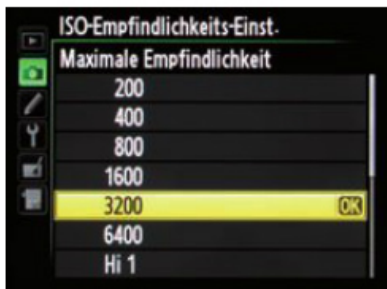 ISO-Empfindlichkeits-Einst.
Maximale Empfindlichkeit
200
400
800
1600
3200 OK
6400
Hi 1